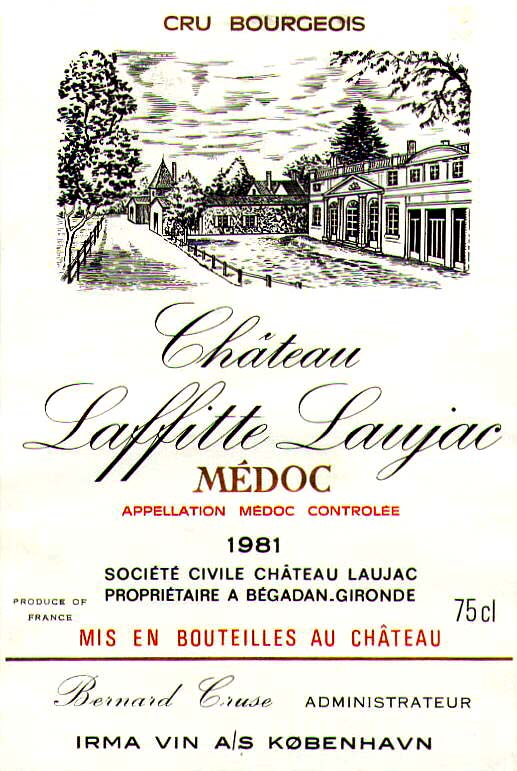 CRU BOURGEOIS
Château
Laffitte Laujac
MÉDOC
APPELLATION MÉDOC CONTROLÉE
1981
SOCIÉTÉ CIVILE CHÂTEAU LAUJAC
PROPRIÉTAIRE A BÉGADAN-GIRONDE
PRODUCE OF
FRANCE
75cl
MIS EN BOUTEILLES AU CHÂTEAU
Bernard Cruse ADMINISTRATEUR
IRMA VIN A/S KØBENHAVN